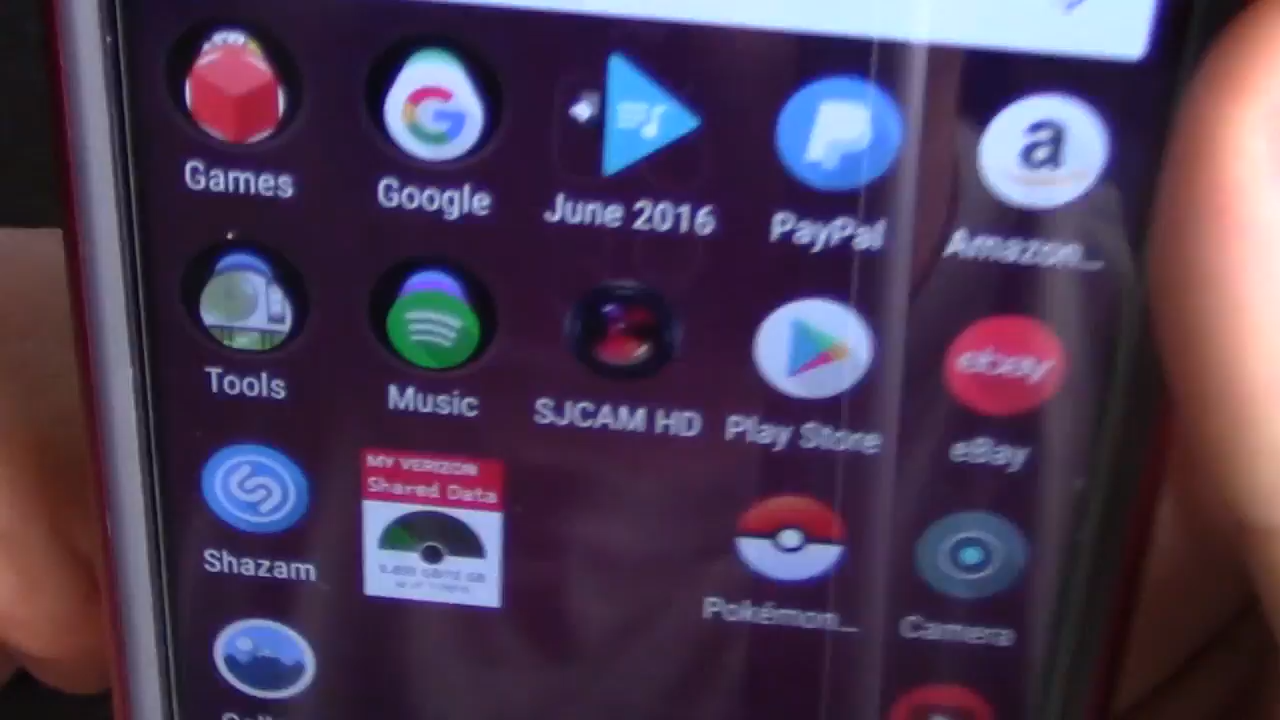 Games
Google
June 2016
PayPal
a
Amazon...
Tools
Music
SJCAM HD
Play Store
ebay
eBay
MY VERIZON
Shared Data
Shazam
Pokémon...
Camera